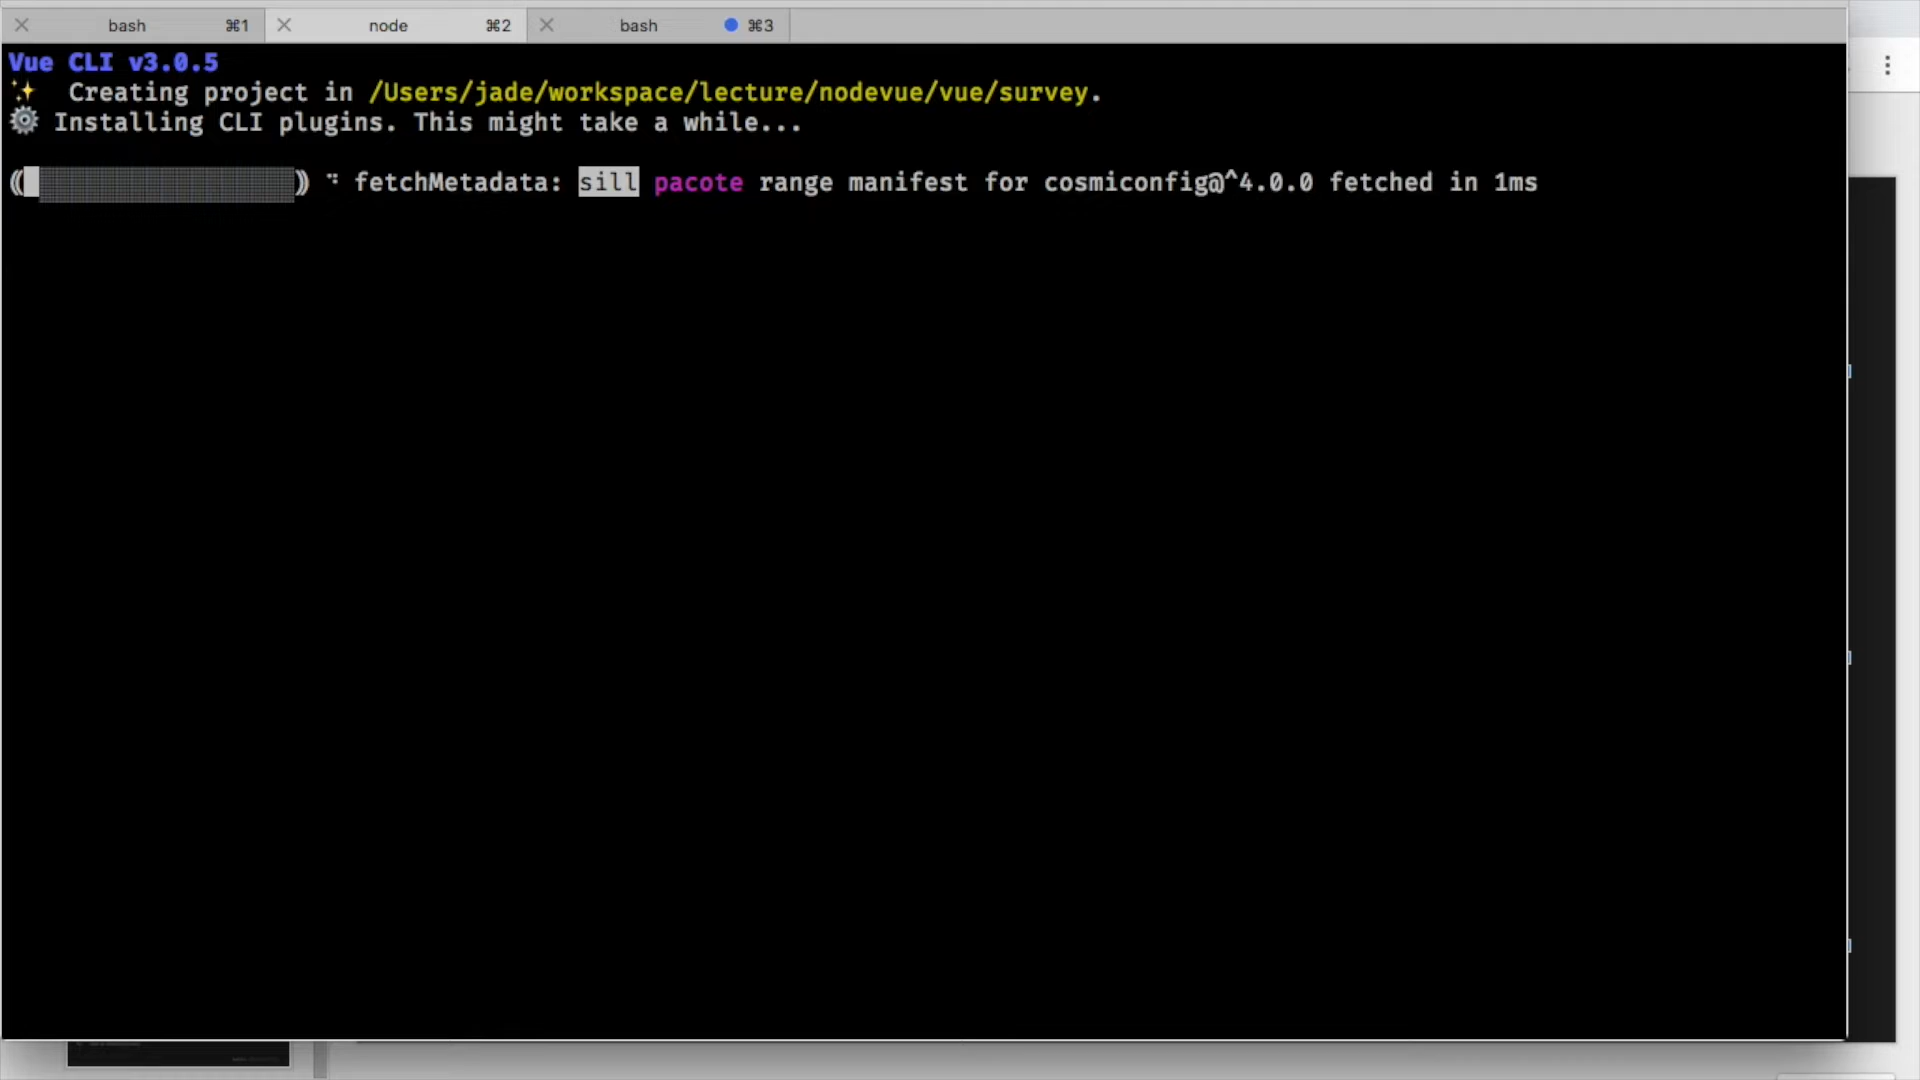 bash ⌘1 node ⌘2 bash ⌘3
Vue CLI v3.0.5
✨ Creating project in /Users/jade/workspace/lecture/nodevue/vue/survey.
⚙ Installing CLI plugins. This might take a while...
fetchMetadata: sill pacote range manifest for cosmiconfig@^4.0.0 fetched in 1ms